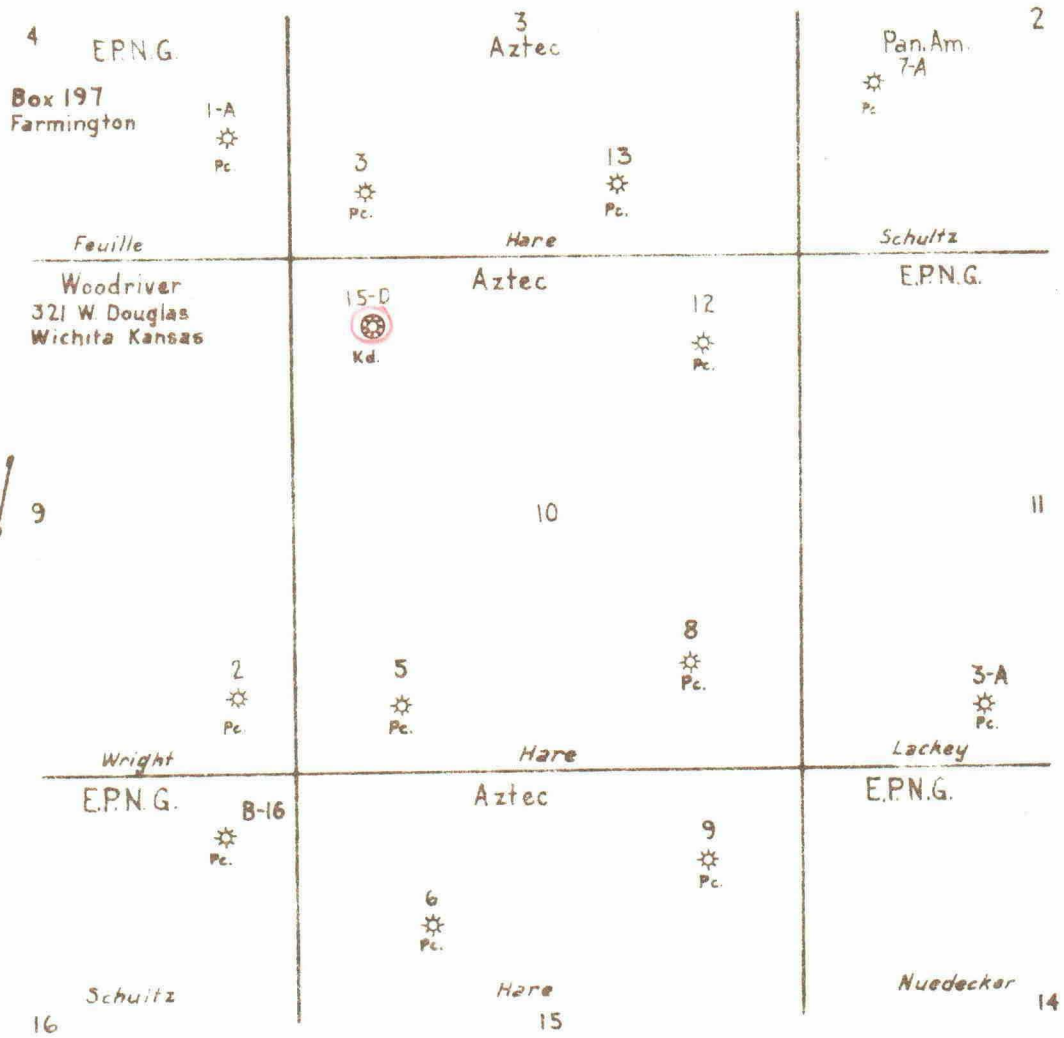 4
E.P.N.G.
Box 197
Farmington
1-A
Pc.
Feuille
3
Aztec
3
Pc.
13
Pc.
Hare
2
Pan. Am.
7-A
Pc
Schultz
Woodriver
321 W. Douglas
Wichita Kansas
9
2
Pc.
Wright
Aztec
15-D
Kd.
12
Pc.
10
5
Pc.
8
Pc.
Hare
E.P.N.G.
11
3-A
Pc.
Lackey
E.P.N.G.
B-16
Pc.
Schultz
16
Aztec
9
Pc.
6
Pc.
Hare
15
E.P.N.G.
Nuedecker
14